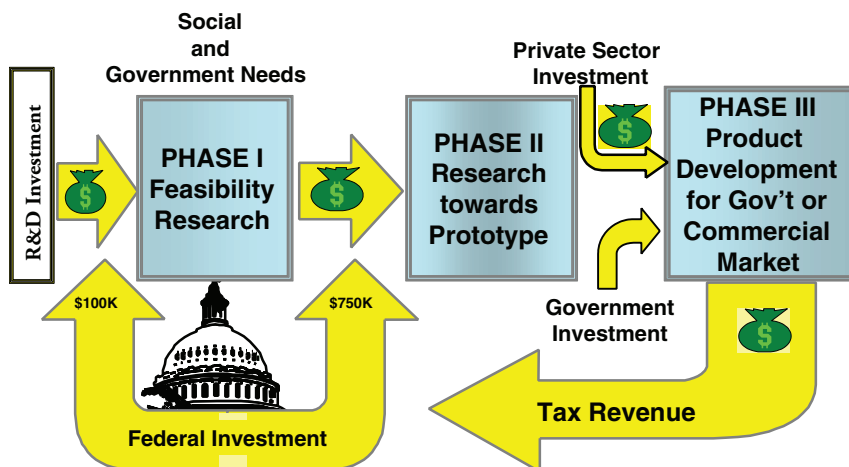 Social
and
Government Needs
Private Sector
Investment
R&D Investment
$
PHASE I
Feasibility
Research
$
PHASE II
Research
towards
Prototype
$
PHASE III
Product
Development
for Gov't or
Commercial
Market
$100K
$750K
Government
Investment
$
Federal Investment
Tax Revenue